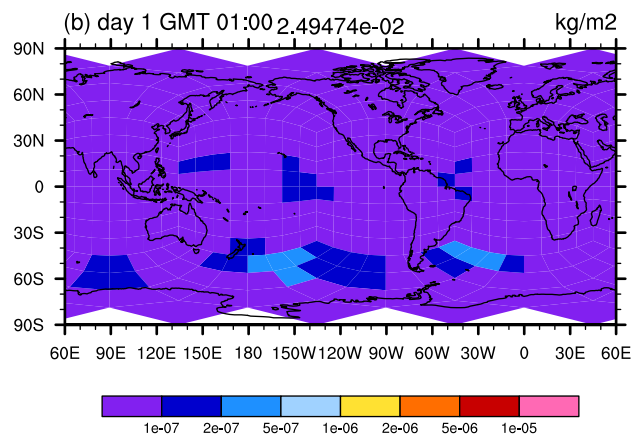 (b) day 1 GMT 01:00 2.49474e-02 kg/m2
90N
60N
30N
0
30S
60S
90S
60E 90E 120E 150E 180 150W 120W 90W 60W 30W 0 30E 60E
1e-07 2e-07 5e-07 1e-06 2e-06 5e-06 1e-05